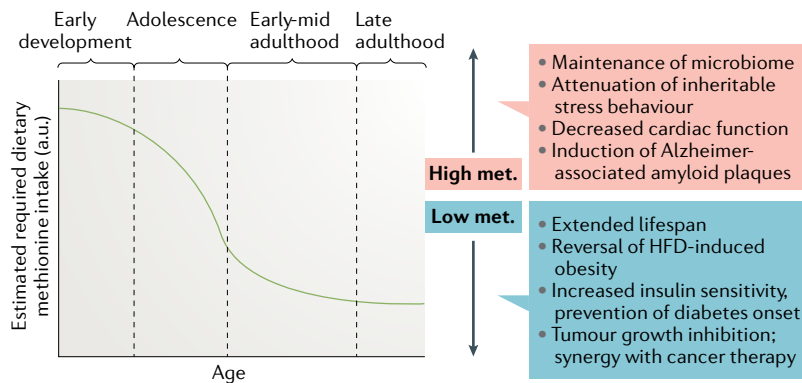 Early
development
Adolescence
Early-mid
adulthood
Late
adulthood
Estimated required dietary
methionine intake (a.u.)
Age
High met.
Low met.
• Maintenance of microbiome
• Attenuation of inheritable
stress behaviour
• Decreased cardiac function
• Induction of Alzheimer-
associated amyloid plaques
• Extended lifespan
• Reversal of HFD-induced
obesity
• Increased insulin sensitivity,
prevention of diabetes onset
• Tumour growth inhibition;
synergy with cancer therapy